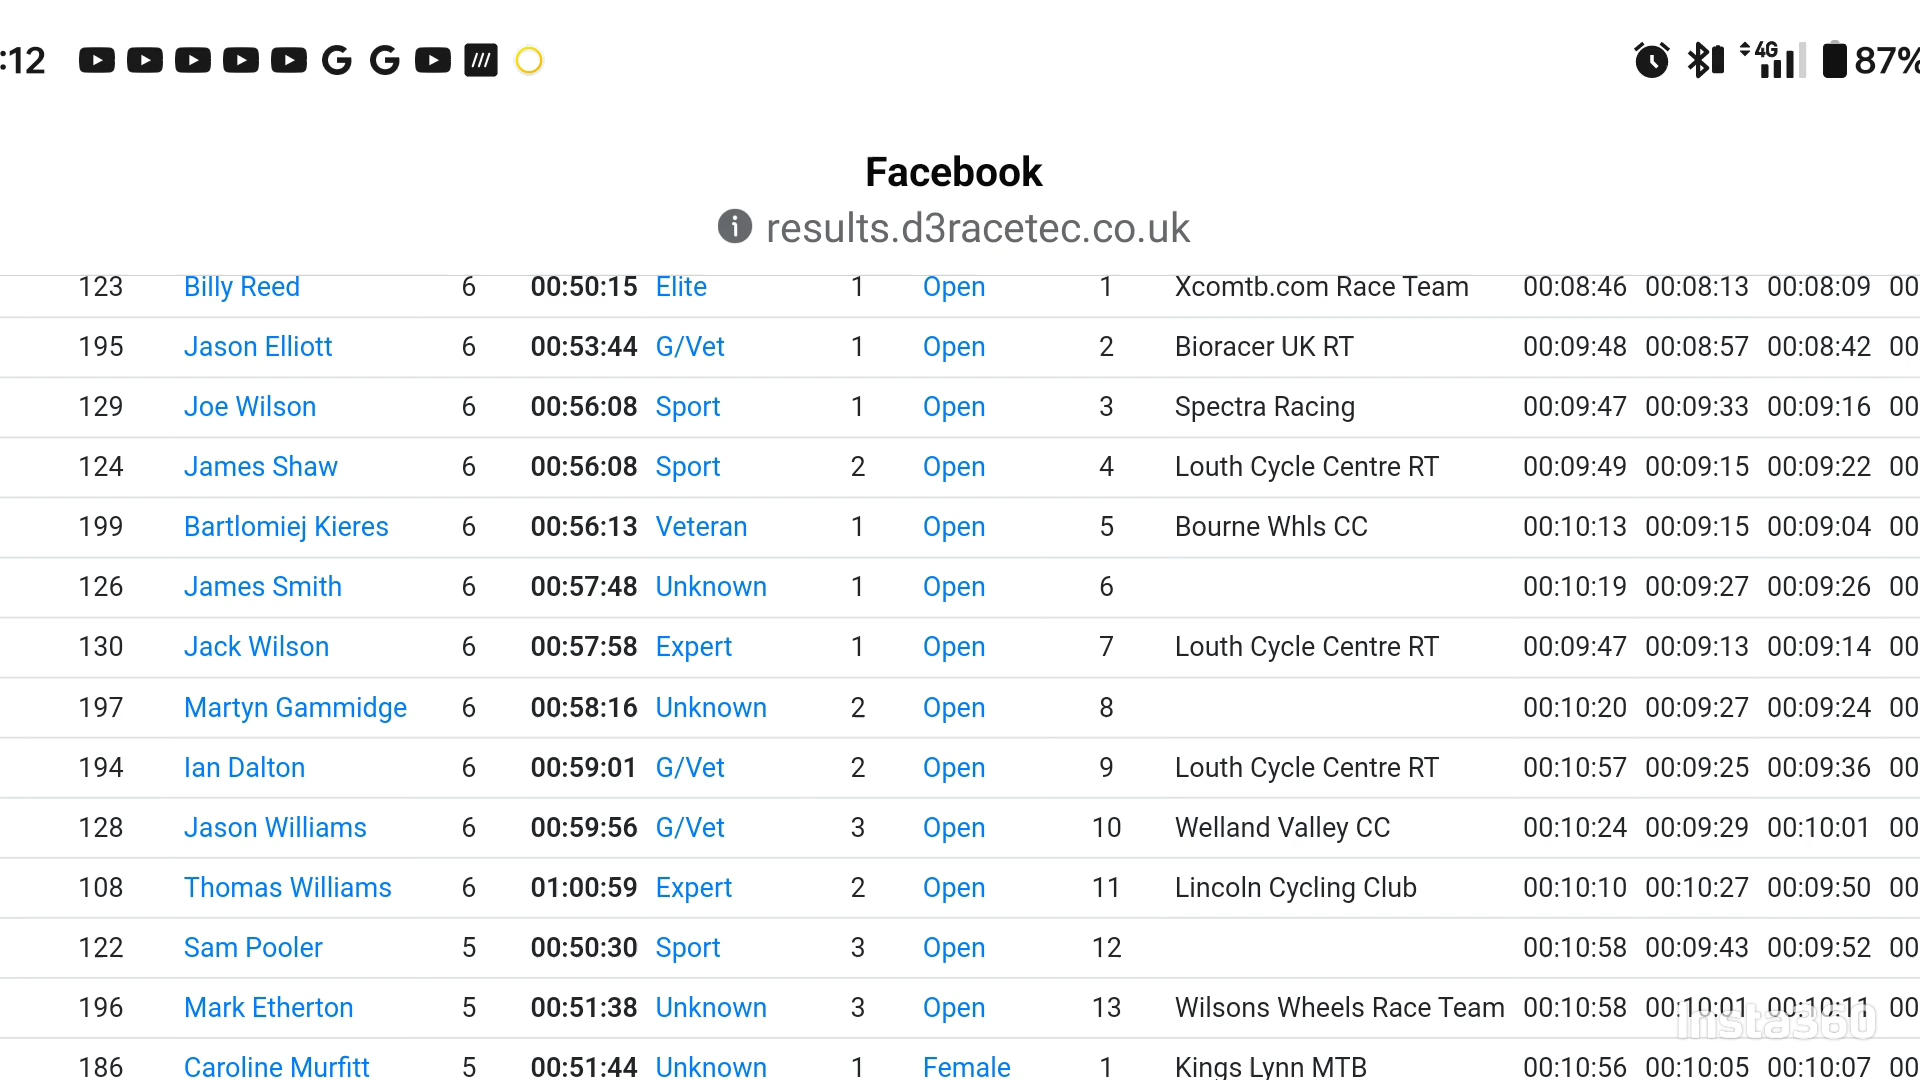 :12 4G 87%
Facebook
results.d3racetec.co.uk
123 Billy Reed 6 00:50:15 Elite 1 Open 1 Xcomtb.com Race Team 00:08:46 00:08:13 00:08:09 00
195 Jason Elliott 6 00:53:44 G/Vet 1 Open 2 Bioracer UK RT 00:09:48 00:08:57 00:08:42 00
129 Joe Wilson 6 00:56:08 Sport 1 Open 3 Spectra Racing 00:09:47 00:09:33 00:09:16 00
124 James Shaw 6 00:56:08 Sport 2 Open 4 Louth Cycle Centre RT 00:09:49 00:09:15 00:09:22 00
199 Bartlomiej Kieres 6 00:56:13 Veteran 1 Open 5 Bourne Whls CC 00:10:13 00:09:15 00:09:04 00
126 James Smith 6 00:57:48 Unknown 1 Open 6 00:10:19 00:09:27 00:09:26 00
130 Jack Wilson 6 00:57:58 Expert 1 Open 7 Louth Cycle Centre RT 00:09:47 00:09:13 00:09:14 00
197 Martyn Gammidge 6 00:58:16 Unknown 2 Open 8 00:10:20 00:09:27 00:09:24 00
194 Ian Dalton 6 00:59:01 G/Vet 2 Open 9 Louth Cycle Centre RT 00:10:57 00:09:25 00:09:36 00
128 Jason Williams 6 00:59:56 G/Vet 3 Open 10 Welland Valley CC 00:10:24 00:09:29 00:10:01 00
108 Thomas Williams 6 01:00:59 Expert 2 Open 11 Lincoln Cycling Club 00:10:10 00:10:27 00:09:50 00
122 Sam Pooler 5 00:50:30 Sport 3 Open 12 00:10:58 00:09:43 00:09:52 00
196 Mark Etherton 5 00:51:38 Unknown 3 Open 13 Wilsons Wheels Race Team 00:10:58 00:10:01 00:10:11 00
Insta360
186 Caroline Murfitt 5 00:51:44 Unknown 1 Female 1 Kings Lynn MTB 00:10:56 00:10:05 00:10:07 00